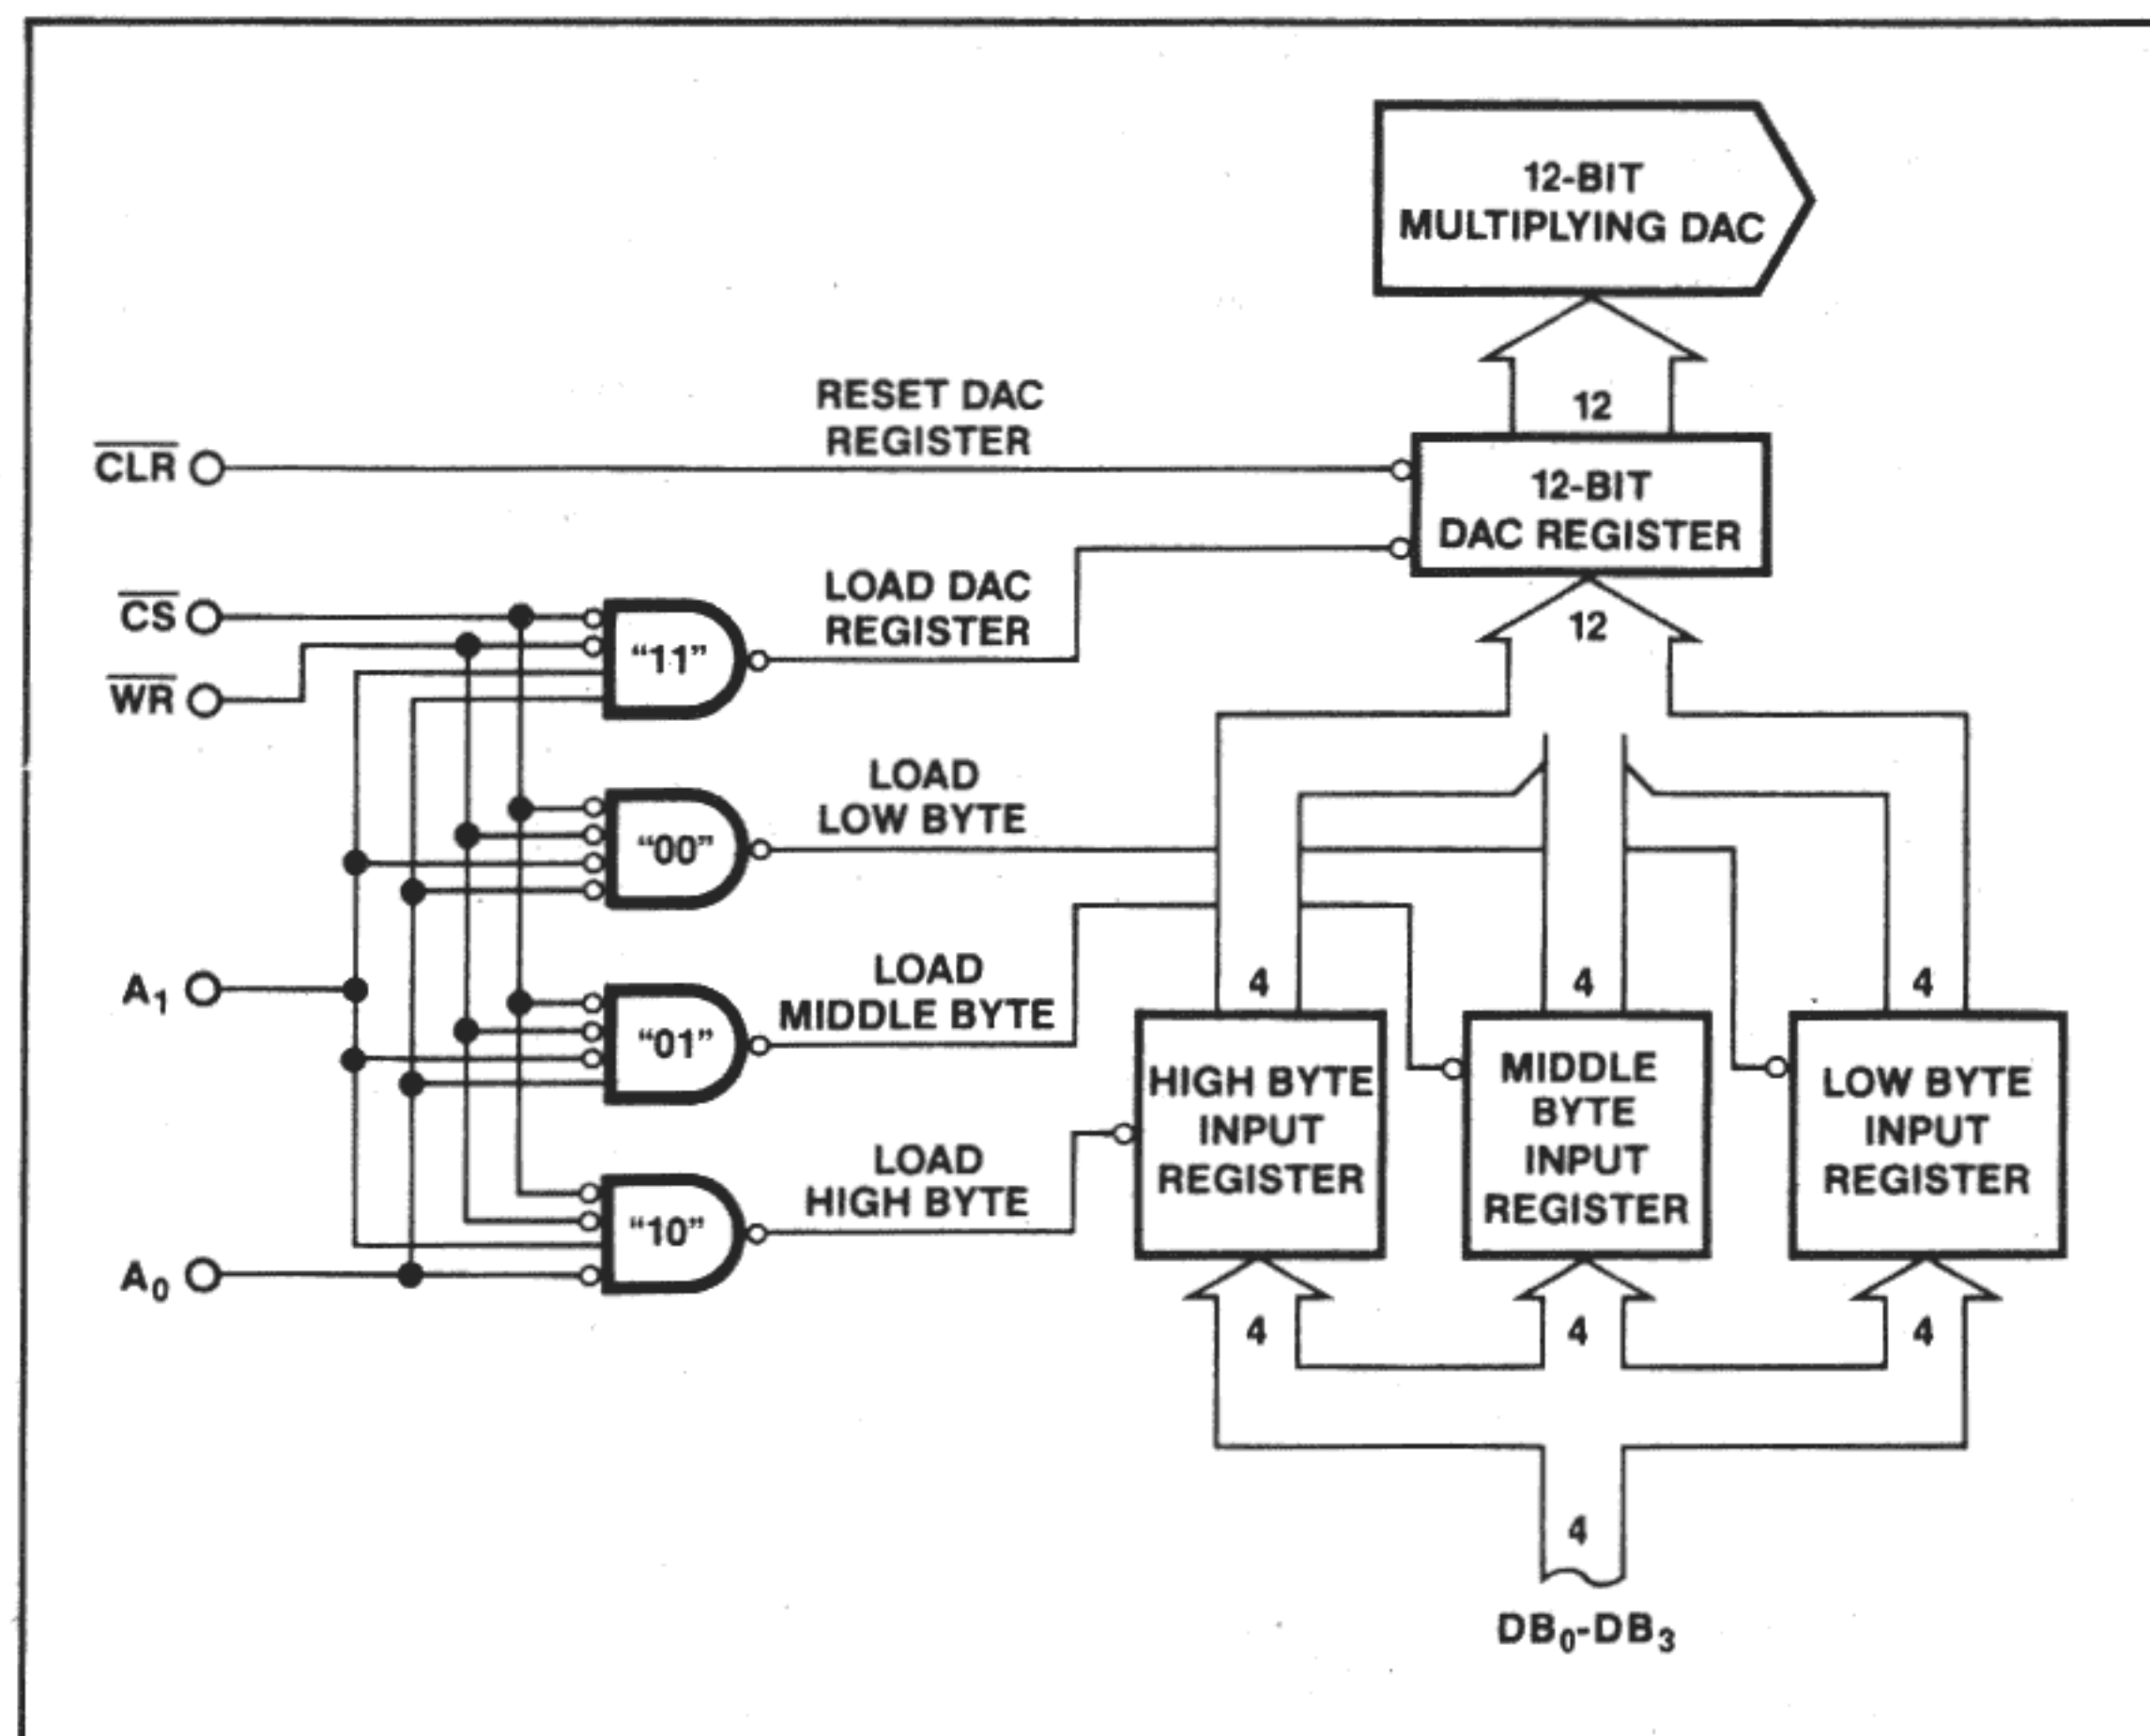 12-BIT
MULTIPLYING DAC
12
RESET DAC
REGISTER
CLR
12-BIT
DAC REGISTER
CS
LOAD DAC
REGISTER
12
"11"
WR
LOAD
LOW BYTE
"00"
A1
LOAD
MIDDLE BYTE
4 4 4
"01"
HIGH BYTE
INPUT
REGISTER
MIDDLE
BYTE
INPUT
REGISTER
LOW BYTE
INPUT
REGISTER
LOAD
HIGH BYTE
"10"
A0
4 4 4
4
DB0-DB3